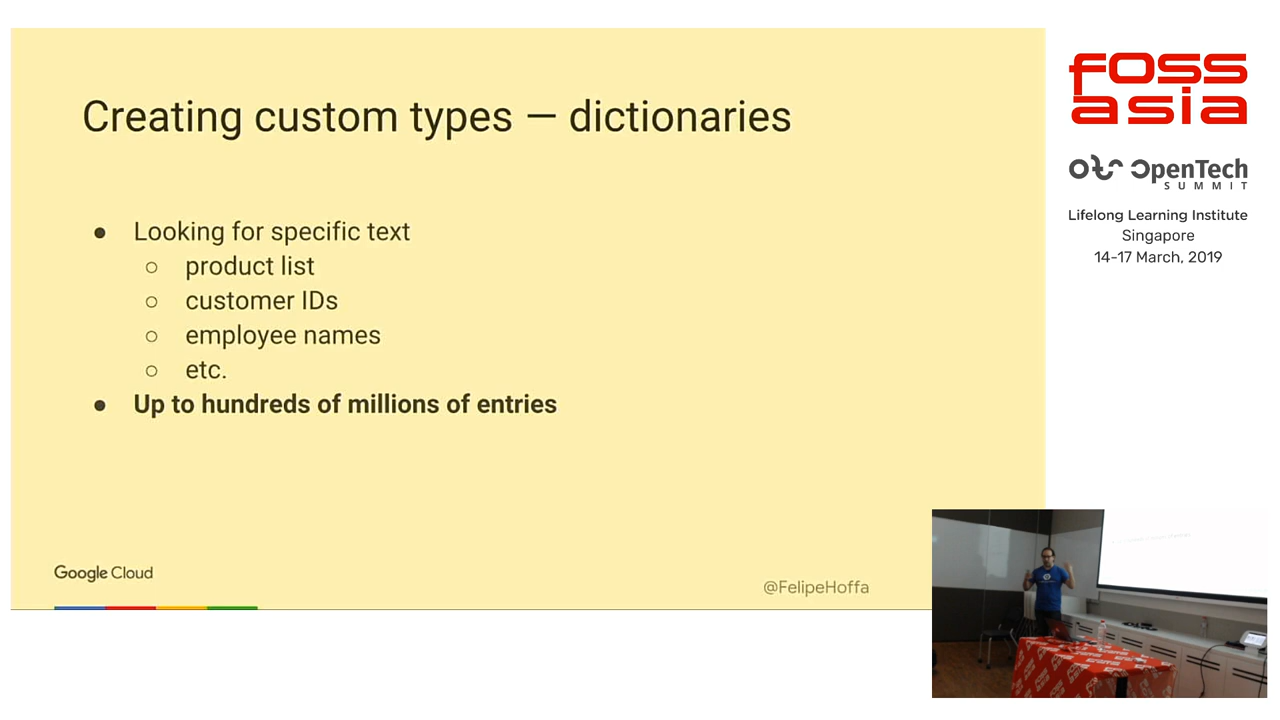 Creating custom types — dictionaries
● Looking for specific text
○ product list
○ customer IDs
○ employee names
○ etc.
● Up to hundreds of millions of entries
Google Cloud
@FelipeHoffa
fossasia
OpenTech
SUMMIT
Lifelong Learning Institute
Singapore
14-17 March, 2019
FOSS
ASIA